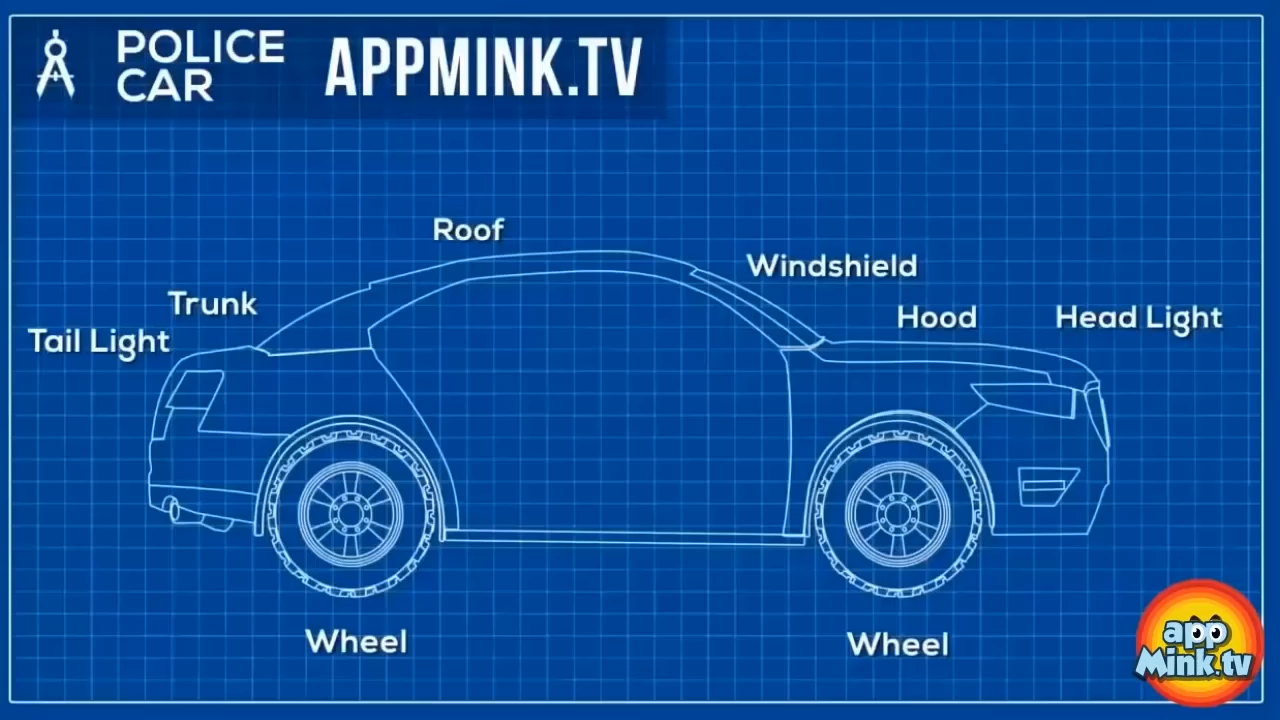 POLICE
CAR
APPMINK.TV
Roof
Windshield
Trunk
Hood
Head Light
Tail Light
Wheel
Wheel
app
Mink.tv